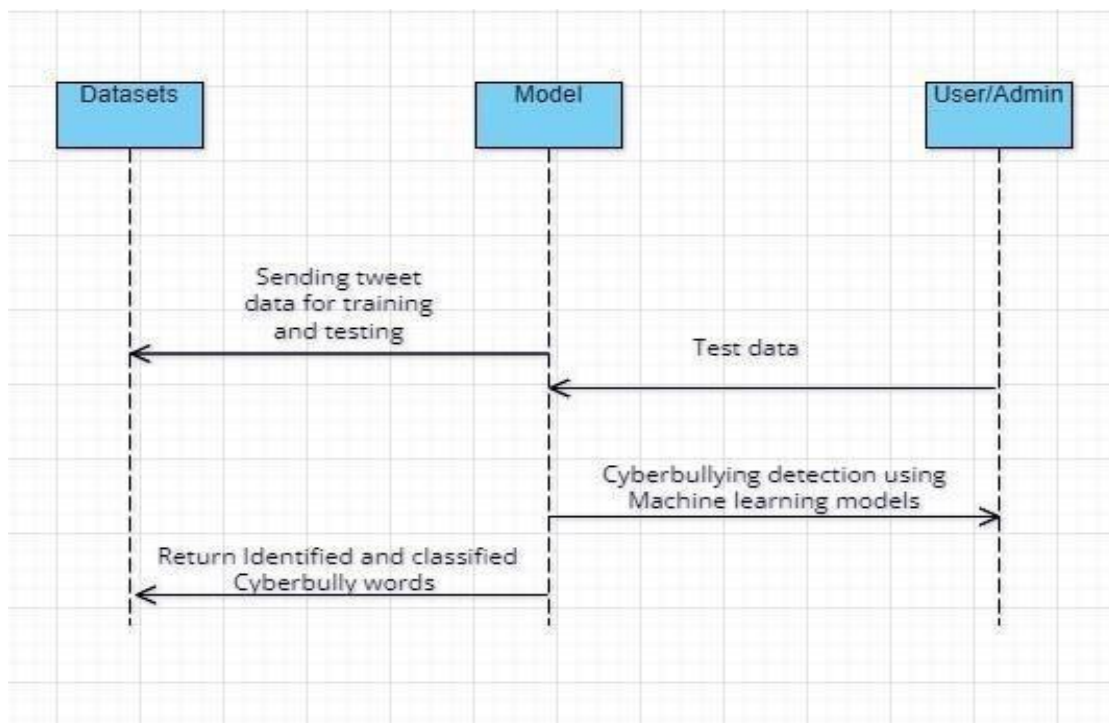 Datasets
Model
User/Admin
Sending tweet
data for training
and testing
Test data
Cyberbullying detection using
Machine learning models
Return Identified and classified
Cyberbully words